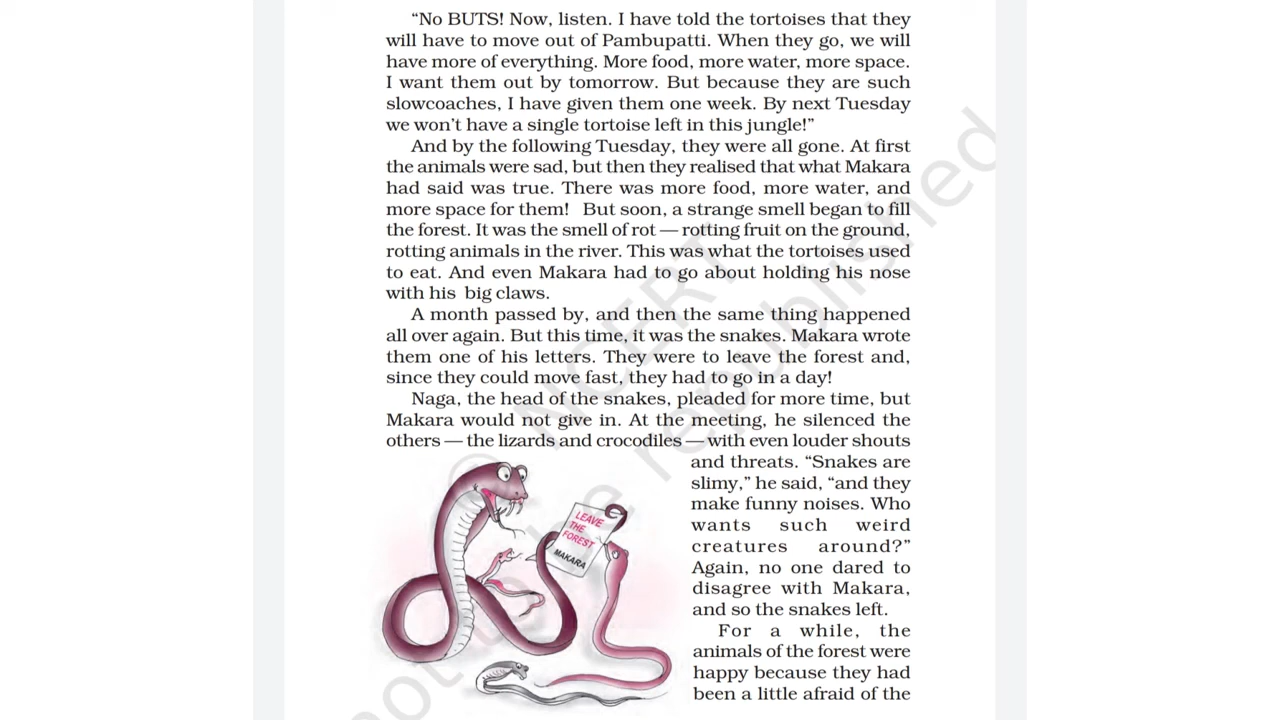 “No BUTS! Now, listen. I have told the tortoises that they
will have to move out of Pambupatti. When they go, we will
have more of everything. More food, more water, more space.
I want them out by tomorrow. But because they are such
slowcoaches, I have given them one week. By next Tuesday
we won’t have a single tortoise left in this jungle!”
And by the following Tuesday, they were all gone. At first
the animals were sad, but then they realised that what Makara
had said was true. There was more food, more water, and
more space for them! But soon, a strange smell began to fill
the forest. It was the smell of rot — rotting fruit on the ground,
rotting animals in the river. This was what the tortoises used
to eat. And even Makara had to go about holding his nose
with his big claws.
A month passed by, and then the same thing happened
all over again. But this time, it was the snakes. Makara wrote
them one of his letters. They were to leave the forest and,
since they could move fast, they had to go in a day!
Naga, the head of the snakes, pleaded for more time, but
Makara would not give in. At the meeting, he silenced the
others — the lizards and crocodiles — with even louder shouts
and threats. “Snakes are
slimy,” he said, “and they
make funny noises. Who
wants such weird
creatures around?”
Again, no one dared to
disagree with Makara,
and so the snakes left.
For a while, the
animals of the forest were
happy because they had
been a little afraid of the
LEAVE
THE
FOREST
MAKARA
© NCERT
not to be republished